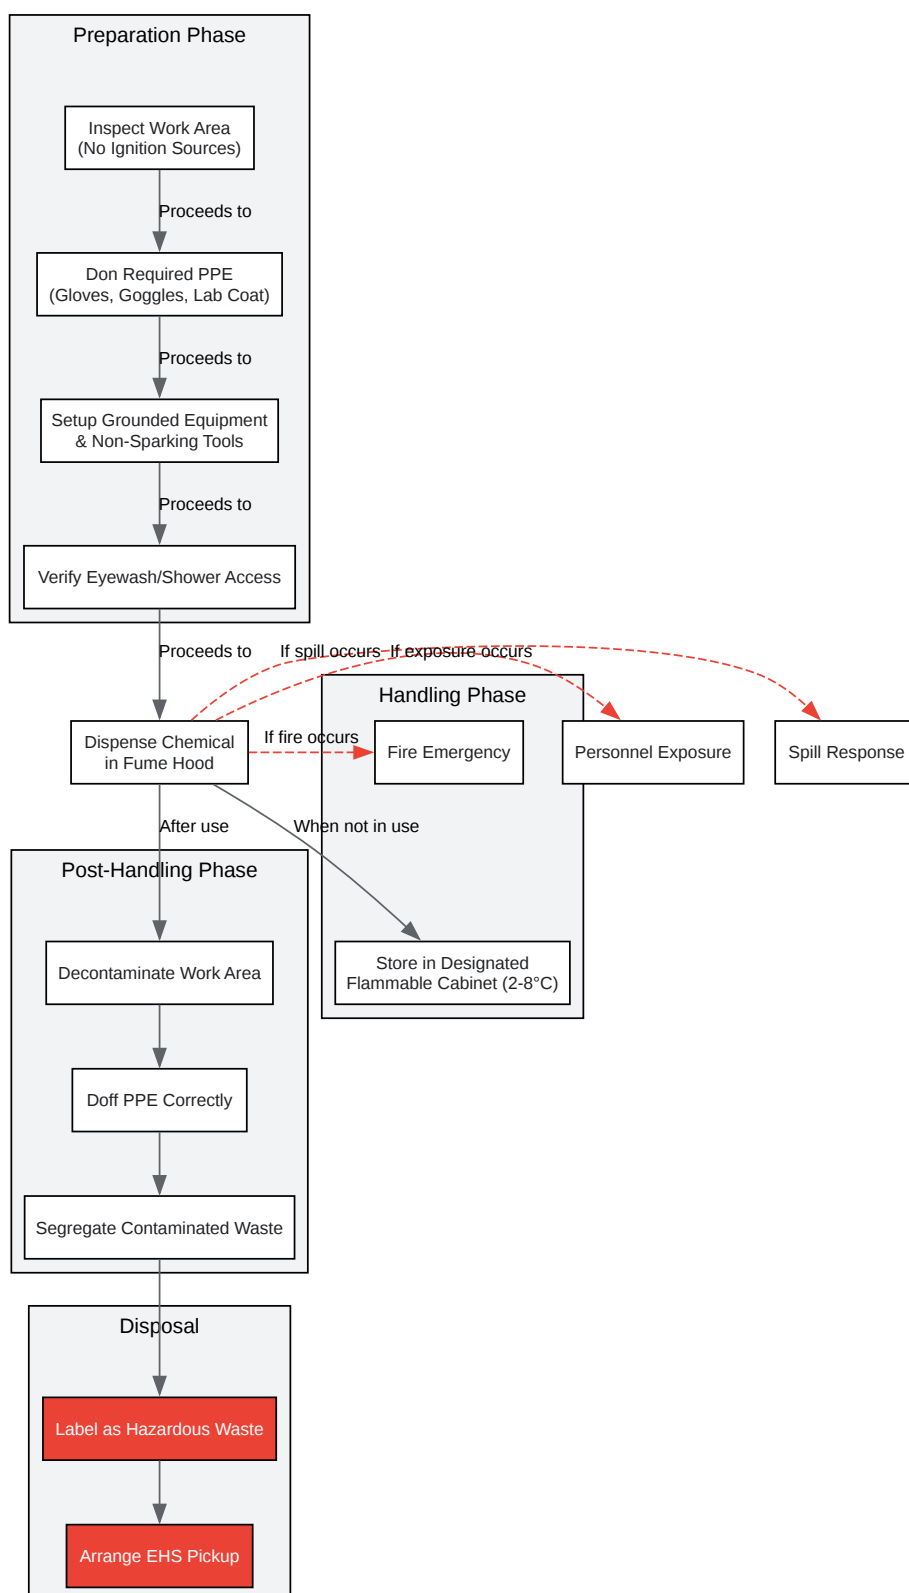 Preparation Phase
Inspect Work Area
(No Ignition Sources)
Proceeds to
Don Required PPE
(Gloves, Goggles, Lab Coat)
Proceeds to
Setup Grounded Equipment
& Non-Sparking Tools
Proceeds to
Verify Eyewash/Shower Access
Proceeds to
If spill occurs
If exposure occurs
Handling Phase
Dispense Chemical
in Fume Hood
If fire occurs
Fire Emergency
Personnel Exposure
Spill Response
After use
When not in use
Post-Handling Phase
Decontaminate Work Area
Store in Designated
Flammable Cabinet (2-8°C)
Doff PPE Correctly
Segregate Contaminated Waste
Disposal
Label as Hazardous Waste
Arrange EHS Pickup